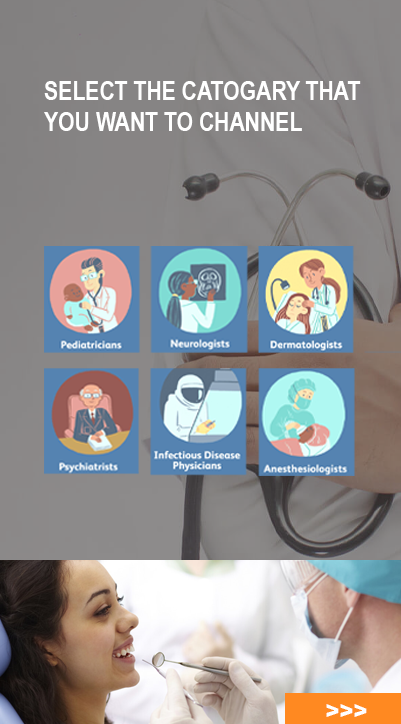 SELECT THE CATOGARY THAT
YOU WANT TO CHANNEL
Pediatricians
Neurologists
Dermatologists
Psychiatrists
Infectious Disease
Physicians
Anesthesiologists
>>>